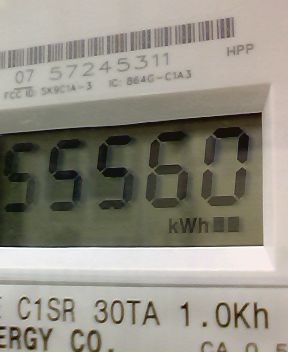 HPP
07 57245311
FCC ID: SK9C1A-3 IC: 864G-C1A3
55560
kWh
C1SR 30TA 1.0Kh
ERGY CO.